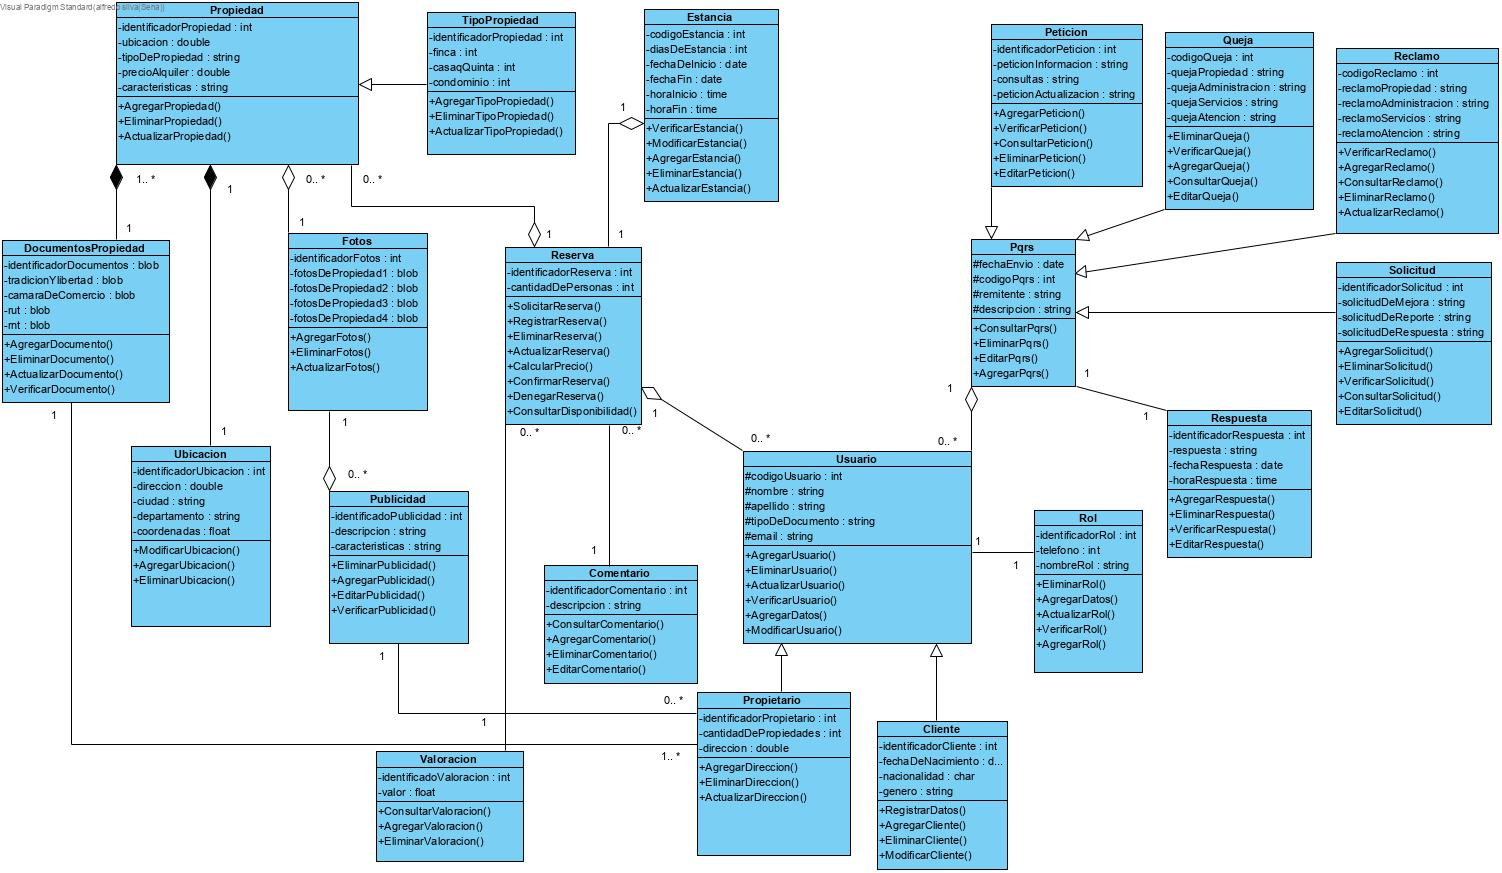 Visual Paradigm Standard(alfredo silva(Sena))
Propiedad
-identificadorPropiedad : int
-ubicacion : double
-tipoDePropiedad : string
-precioAlquiler : double
-caracteristicas : string
+AgregarPropiedad()
+EliminarPropiedad()
+ActualizarPropiedad()
TipoPropiedad
-identificadorPropiedad : int
-finca : int
-casaqQuinta : int
-condominio : int
+AgregarTipoPropiedad()
+EliminarTipoPropiedad()
+ActualizarTipoPropiedad()
Estancia
-codigoEstancia : int
-diasDeEstancia : int
-fechaDeInicio : date
-fechaFin : date
-horaInicio : time
-horaFin : time
+VerificarEstancia()
+ModificarEstancia()
+AgregarEstancia()
+EliminarEstancia()
+ActualizarEstancia()
Peticion
-identificadorPeticion : int
-peticionInformacion : string
-consultas : string
-peticionActualizacion : string
+AgregarPeticion()
+VerificarPeticion()
+ConsultarPeticion()
+EliminarPeticion()
+EditarPeticion()
Queja
-codigoQueja : int
-quejaPropiedad : string
-quejaAdministracion : string
-quejaServicios : string
-quejaAtencion : string
+EliminarQueja()
+VerificarQueja()
+AgregarQueja()
+ConsultarQueja()
+EditarQueja()
Reclamo
-codigoReclamo : int
-reclamoPropiedad : string
-reclamoAdministracion : string
-reclamoServicios : string
-reclamoAtencion : string
+VerificarReclamo()
+AgregarReclamo()
+ConsultarReclamo()
+EliminarReclamo()
+ActualizarReclamo()
1
1.. *
1
0.. *
0.. *
1
1
1
1
DocumentosPropiedad
-identificadorDocumentos : blob
-tradicionYlibertad : blob
-camaraDeComercio : blob
-rut : blob
-rnt : blob
+AgregarDocumento()
+EliminarDocumento()
+ActualizarDocumento()
+VerificarDocumento()
Fotos
-identificadorFotos : int
-fotosDePropiedad1 : blob
-fotosDePropiedad2 : blob
-fotosDePropiedad3 : blob
-fotosDePropiedad4 : blob
+AgregarFotos()
+EliminarFotos()
+ActualizarFotos()
Reserva
-identificadorReserva : int
-cantidadDePersonas : int
+SolicitarReserva()
+RegistrarReserva()
+EliminarReserva()
+ActualizarReserva()
+CalcularPrecio()
+ConfirmarReserva()
+DenegarReserva()
+ConsultarDisponibilidad()
Pqrs
#fechaEnvio : date
#codigoPqrs : int
#remitente : string
#descripcion : string
+ConsultarPqrs()
+EliminarPqrs()
+EditarPqrs()
+AgregarPqrs()
Solicitud
-identificadorSolicitud : int
-solicitudDeMejora : string
-solicitudDeReporte : string
-solicitudDeRespuesta : string
+AgregarSolicitud()
+EliminarSolicitud()
+VerificarSolicitud()
+ConsultarSolicitud()
+EditarSolicitud()
1
1
1
1
1
1
1
0.. *
0.. *
0.. *
0.. *
Ubicacion
-identificadorUbicacion : int
-direccion : double
-ciudad : string
-departamento : string
-coordenadas : float
+ModificarUbicacion()
+AgregarUbicacion()
+EliminarUbicacion()
0.. *
Publicidad
-identificadoPublicidad : int
-descripcion : string
-caracteristicas : string
+EliminarPublicidad()
+AgregarPublicidad()
+EditarPublicidad()
+VerificarPublicidad()
Usuario
#codigoUsuario : int
#nombre : string
#apellido : string
#tipoDeDocumento : string
#email : string
+AgregarUsuario()
+EliminarUsuario()
+ActualizarUsuario()
+VerificarUsuario()
+AgregarDatos()
+ModificarUsuario()
Respuesta
-identificadorRespuesta : int
-respuesta : string
-fechaRespuesta : date
-horaRespuesta : time
+AgregarRespuesta()
+EliminarRespuesta()
+VerificarRespuesta()
+EditarRespuesta()
1
1
Rol
-identificadorRol : int
-telefono : int
-nombreRol : string
+EliminarRol()
+AgregarDatos()
+ActualizarRol()
+VerificarRol()
+AgregarRol()
1
Comentario
-identificadorComentario : int
-descripcion : string
+ConsultarComentario()
+AgregarComentario()
+EliminarComentario()
+EditarComentario()
1
0.. *
1
1.. *
Propietario
-identificadorPropietario : int
-cantidadDePropiedades : int
-direccion : double
+AgregarDireccion()
+EliminarDireccion()
+ActualizarDireccion()
Cliente
-identificadorCliente : int
-fechaDeNacimiento : d...
-nacionalidad : char
-genero : string
+RegistrarDatos()
+AgregarCliente()
+EliminarCliente()
+ModificarCliente()
Valoracion
-identificadoValoracion : int
-valor : float
+ConsultarValoracion()
+AgregarValoracion()
+EliminarValoracion()